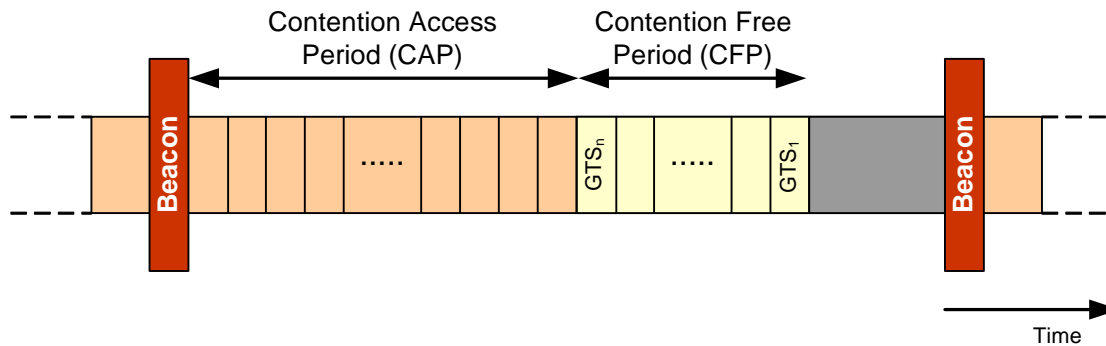 Contention Access
Period (CAP)
Contention Free
Period (CFP)
Beacon
.....
GTSn
.....
GTS1
Beacon
Time